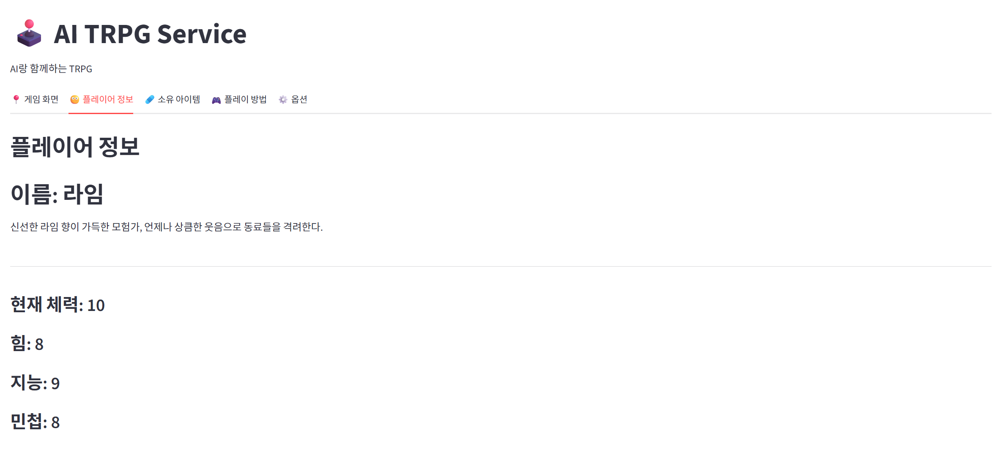 AI TRPG Service
AI랑 함께하는 TRPG
게임 화면 플레이어 정보 소유 아이템 플레이 방법 옵션
플레이어 정보
이름: 라임
신선한 라임 향이 가득한 모험가, 언제나 상큼한 웃음으로 동료들을 격려한다.
현재 체력: 10
힘: 8
지능: 9
민첩: 8